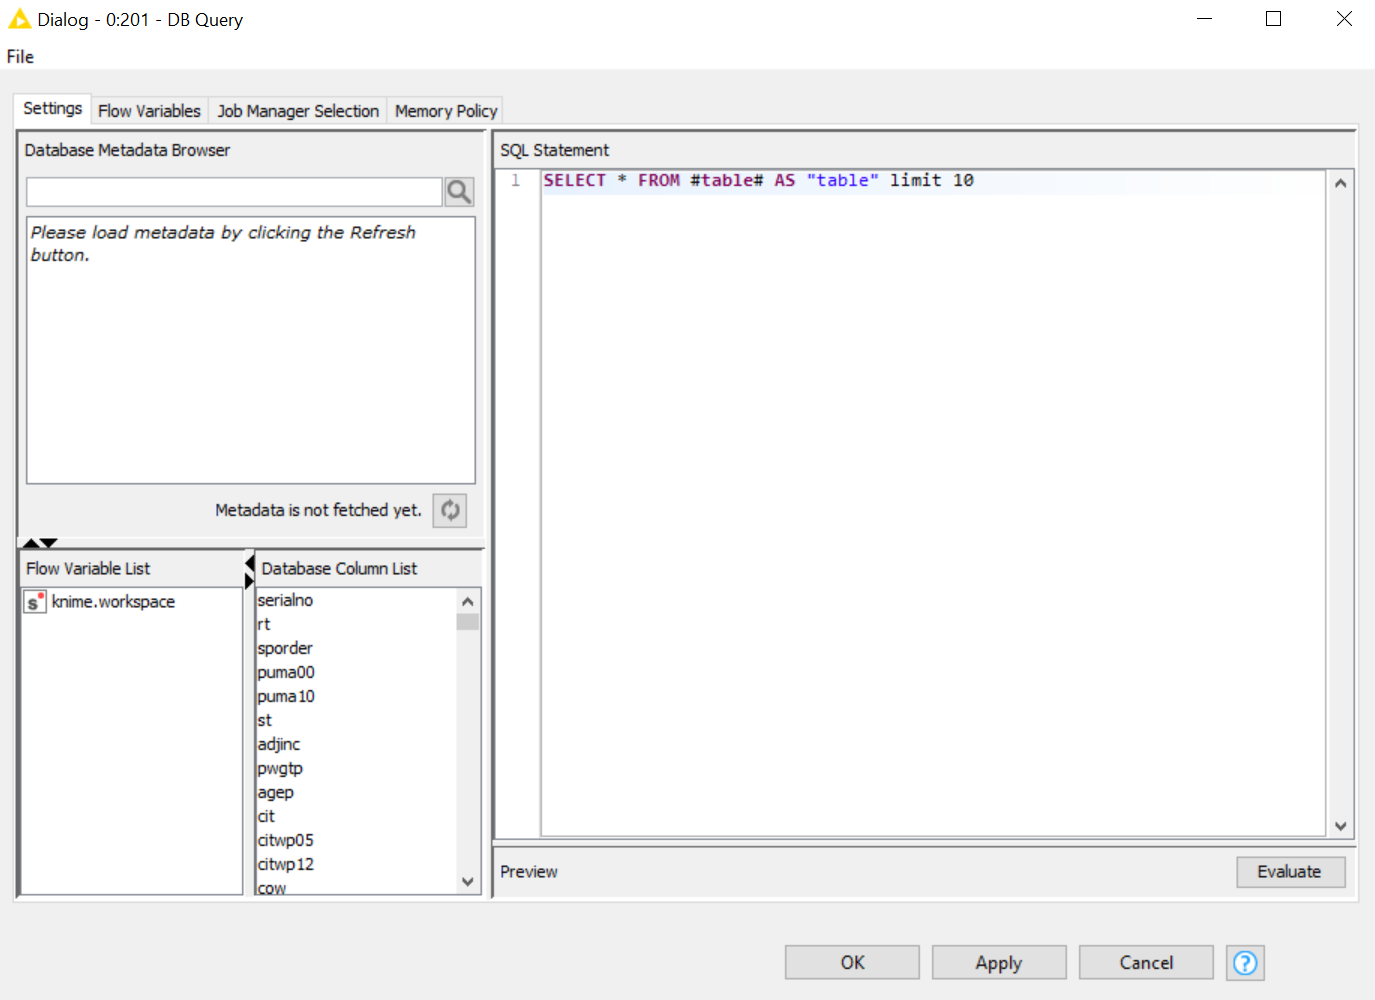 Dialog - 0:201 - DB Query
File
Settings
Flow Variables
Job Manager Selection
Memory Policy
Database Metadata Browser
Please load metadata by clicking the Refresh
button.
Metadata is not fetched yet.
Flow Variable List
s knime.workspace
Database Column List
serialno
rt
sporder
puma00
puma10
st
adjinc
pwgtp
agep
cit
citwp05
citwp12
cow
SQL Statement
1 SELECT * FROM #table# AS "table" limit 10
Preview
Evaluate
OK
Apply
Cancel
?